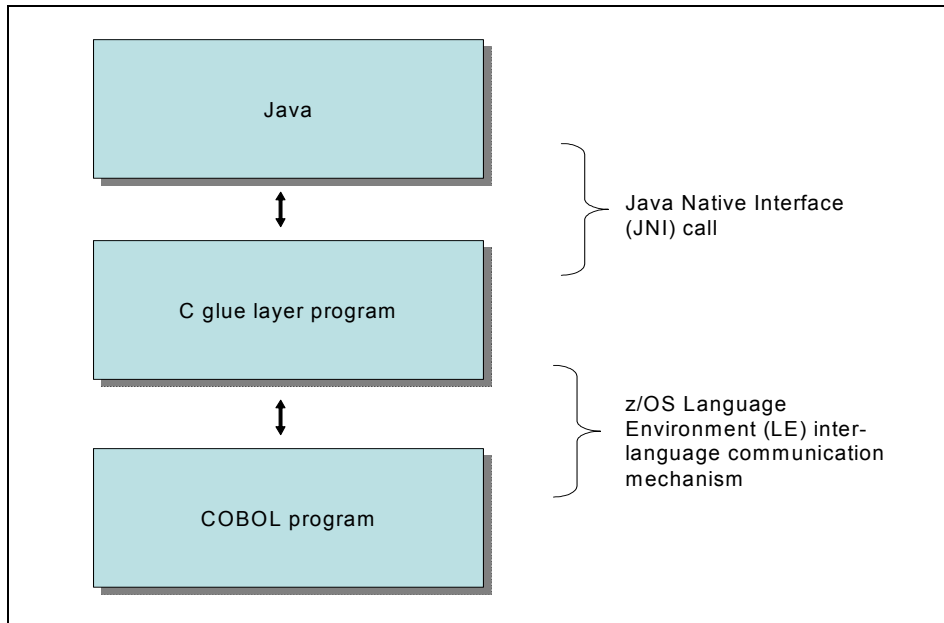 Java
Java Native Interface
(JNI) call
C glue layer program
z/OS Language
Environment (LE) inter-
language communication
mechanism
COBOL program